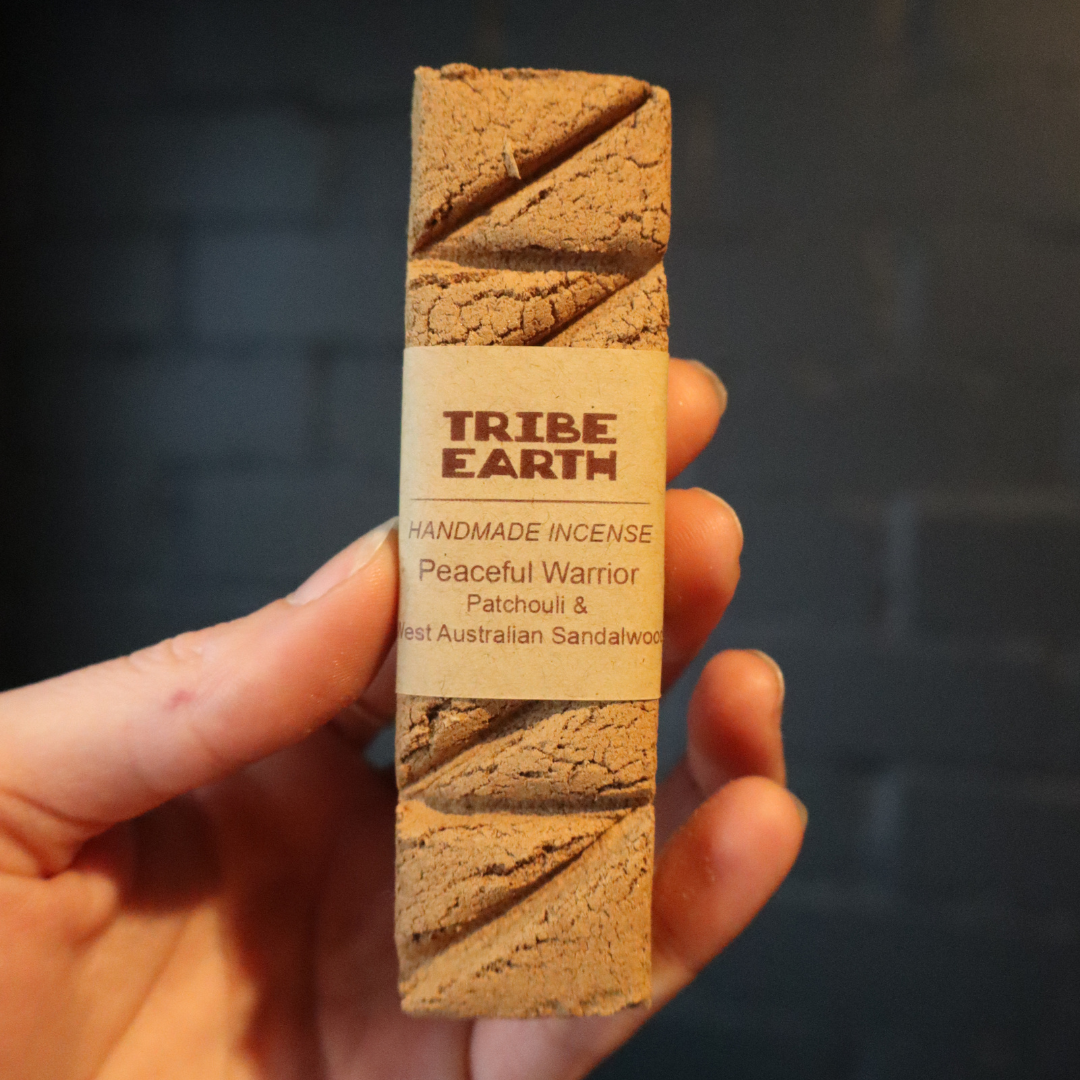 TRIBE
EARTH
HANDMADE INCENSE
Peaceful Warrior
Patchouli &
West Australian Sandalwood